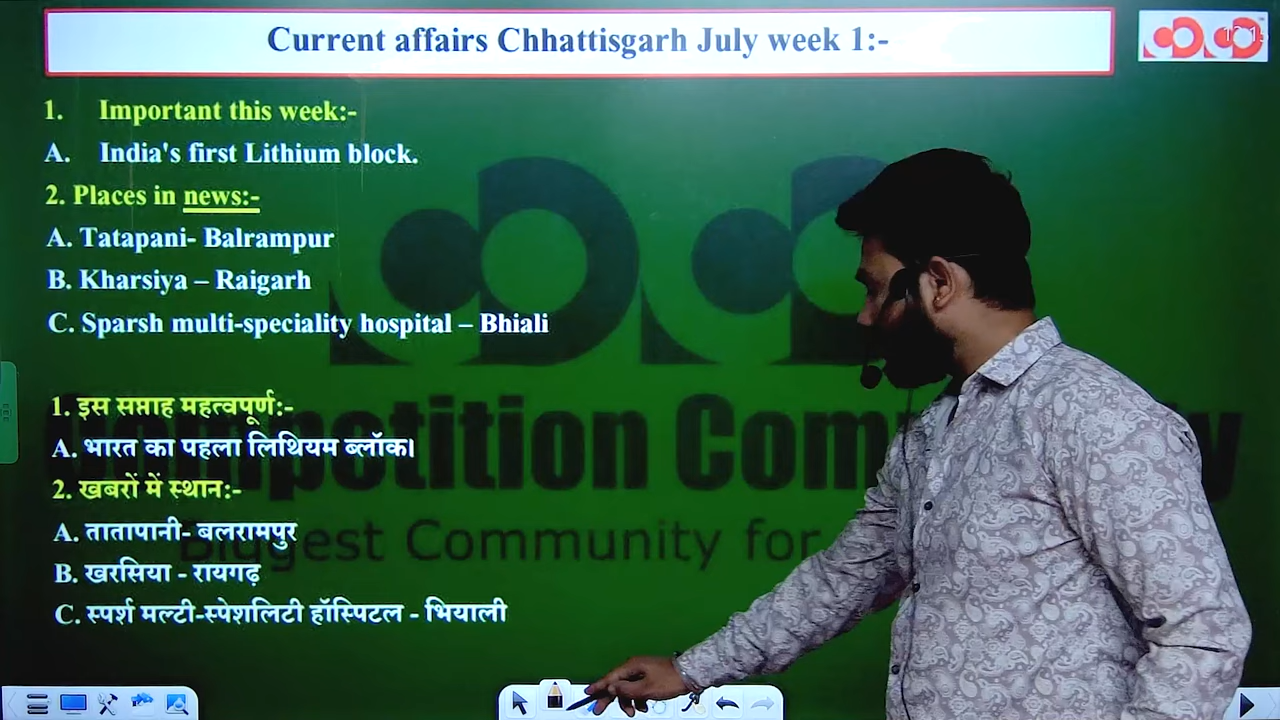 Current affairs Chhattisgarh July week 1:-
1. Important this week:-
A. India's first Lithium block.
2. Places in news:-
A. Tatapani- Balrampur
B. Kharsiya – Raigarh
C. Sparsh multi-speciality hospital – Bhiali
1. इस सप्ताह महत्वपूर्ण:-
A. भारत का पहला लिथियम ब्लॉक।
2. खबरों में स्थान:-
A. तातापानी- बलरामपुर
B. खरसिया - रायगढ़
C. स्पर्श मल्टी-स्पेशलिटी हॉस्पिटल - भियाली
Competition Com
Biggest Community for